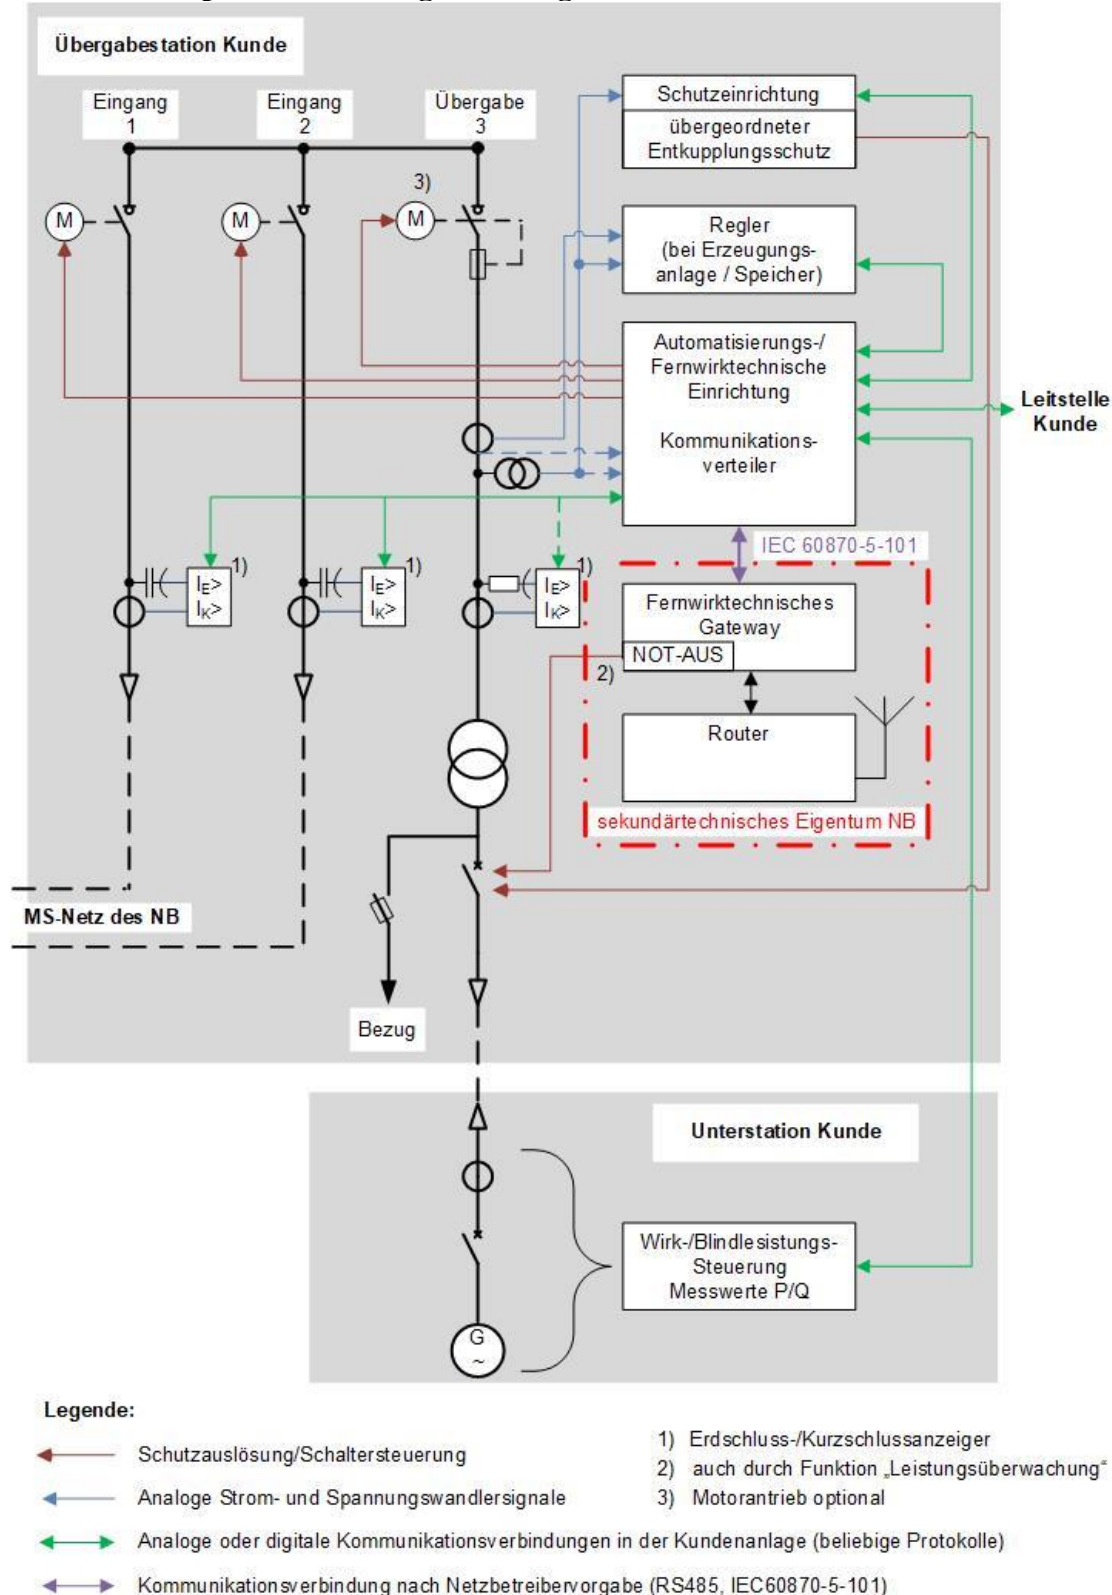 Übergabestation Kunde
Eingang
1
Eingang
2
Übergabe
3
3)
M
M
M
Schutzeinrichtung
übergeordneter
Entkupplungsschutz
Regler
(bei Erzeugungs-
anlage / Speicher)
Automatisierungs-/
Fernwirktechnische
Einrichtung
Kommunikations-
verteiler
Leitstelle
Kunde
IEC 60870-5-101
1)
IE>
IK>
1)
IE>
IK>
1)
IE>
IK>
Fernwirktechnisches
Gateway
NOT-AUS
2)
Router
sekundärtechnisches Eigentum NB
MS-Netz des NB
Bezug
Unterstation Kunde
Wirk-/Blindlesistungs-
Steuerung
Messwerte P/Q
G
~
Legende:
Schutzauslösung/Schaltersteuerung
Analoge Strom- und Spannungswandlersignale
1) Erdschluss-/Kurzschlussanzeiger
2) auch durch Funktion „Leistungsüberwachung“
3) Motorantrieb optional
Analoge oder digitale Kommunikationsverbindungen in der Kundenanlage (beliebige Protokolle)
Kommunikationsverbindung nach Netzbetreibervorgabe (RS485, IEC60870-5-101)